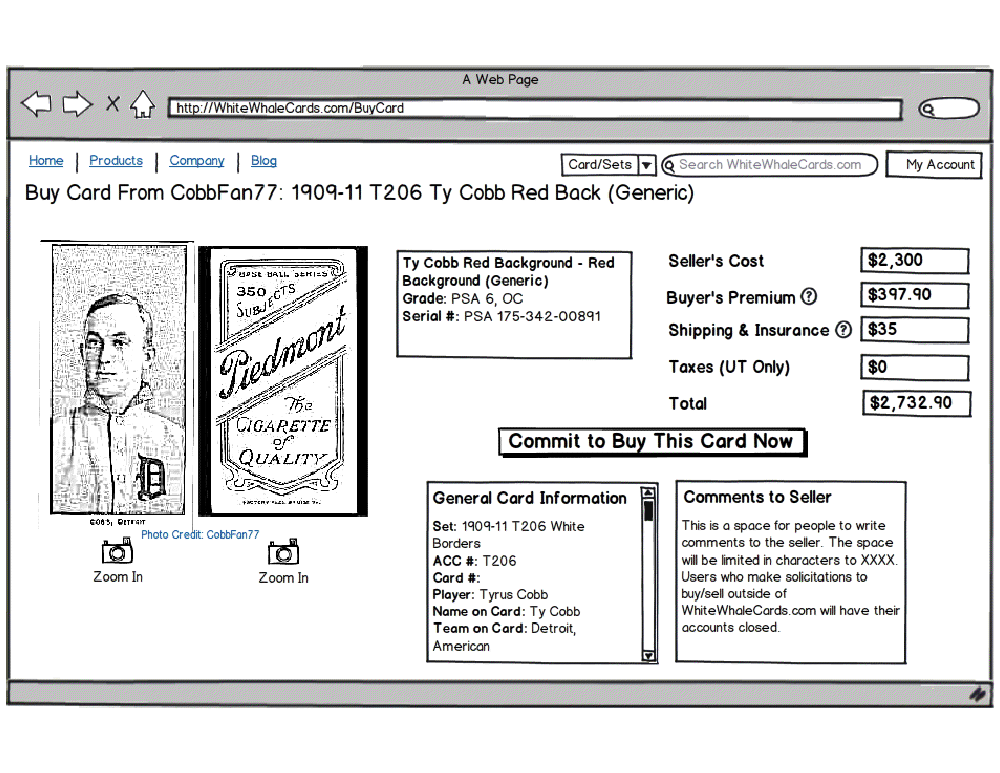 A Web Page
http://WhiteWhaleCards.com/BuyCard
Home | Products | Company | Blog
Card/Sets
Search WhiteWhaleCards.com
My Account
Buy Card From CobbFan77: 1909-11 T206 Ty Cobb Red Back (Generic)
COBB, DETROIT
BASE BALL SERIES
350 SUBJECTS
Piedmont
The
CIGARETTE
of
QUALITY
Photo Credit: CobbFan77
Zoom In
Zoom In
Ty Cobb Red Background - Red
Background (Generic)
Grade: PSA 6, OC
Serial #: PSA 175-342-00891
Seller's Cost $2,300
Buyer's Premium ? $397.90
Shipping & Insurance ? $35
Taxes (UT Only) $0
Total $2,732.90
Commit to Buy This Card Now
General Card Information
Set: 1909-11 T206 White
Borders
ACC #: T206
Card #:
Player: Tyrus Cobb
Name on Card: Ty Cobb
Team on Card: Detroit,
American
Comments to Seller
This is a space for people to write
comments to the seller. The space
will be limited in characters to XXXX.
Users who make solicitations to
buy/sell outside of
WhiteWhaleCards.com will have their
accounts closed.